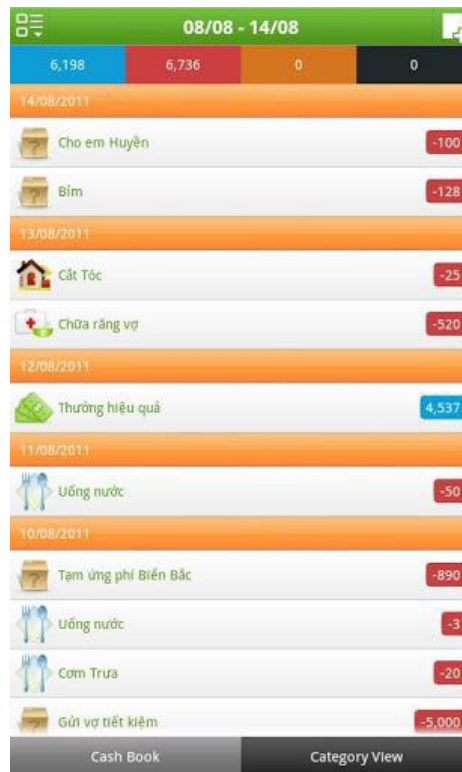 08/08 - 14/08
6,198 6,736 0 0
14/08/2011
Cho em Huyền -100
Bỉm -128
13/08/2011
Cắt Tóc -25
Chữa răng vợ -520
12/08/2011
Thưởng hiệu quả 4,537
11/08/2011
Uống nước -50
10/08/2011
Tạm ứng phí Biển Bắc -890
Uống nước -3
Cơm Trưa -20
Gửi vợ tiết kiệm -5,000
Cash Book Category View